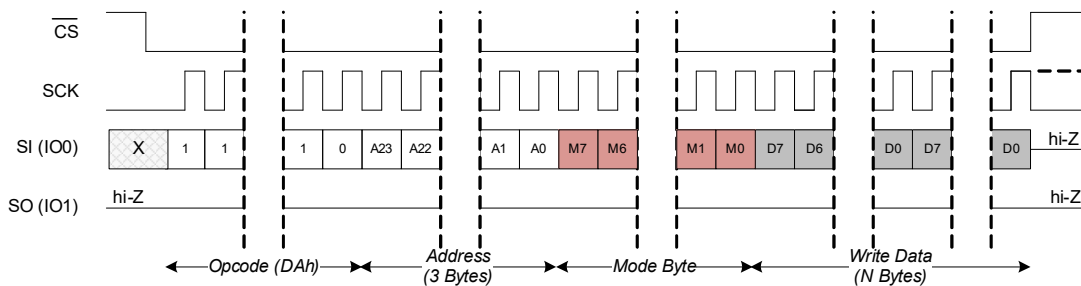 CS
SCK
SI (IO0) X 1 1 1 0 A23 A22 A1 A0 M7 M6 M1 M0 D7 D6 D0 D7 D0 hi-Z
SO (IO1) hi-Z hi-Z
Opcode (DAh) Address (3 Bytes) Mode Byte Write Data (N Bytes)